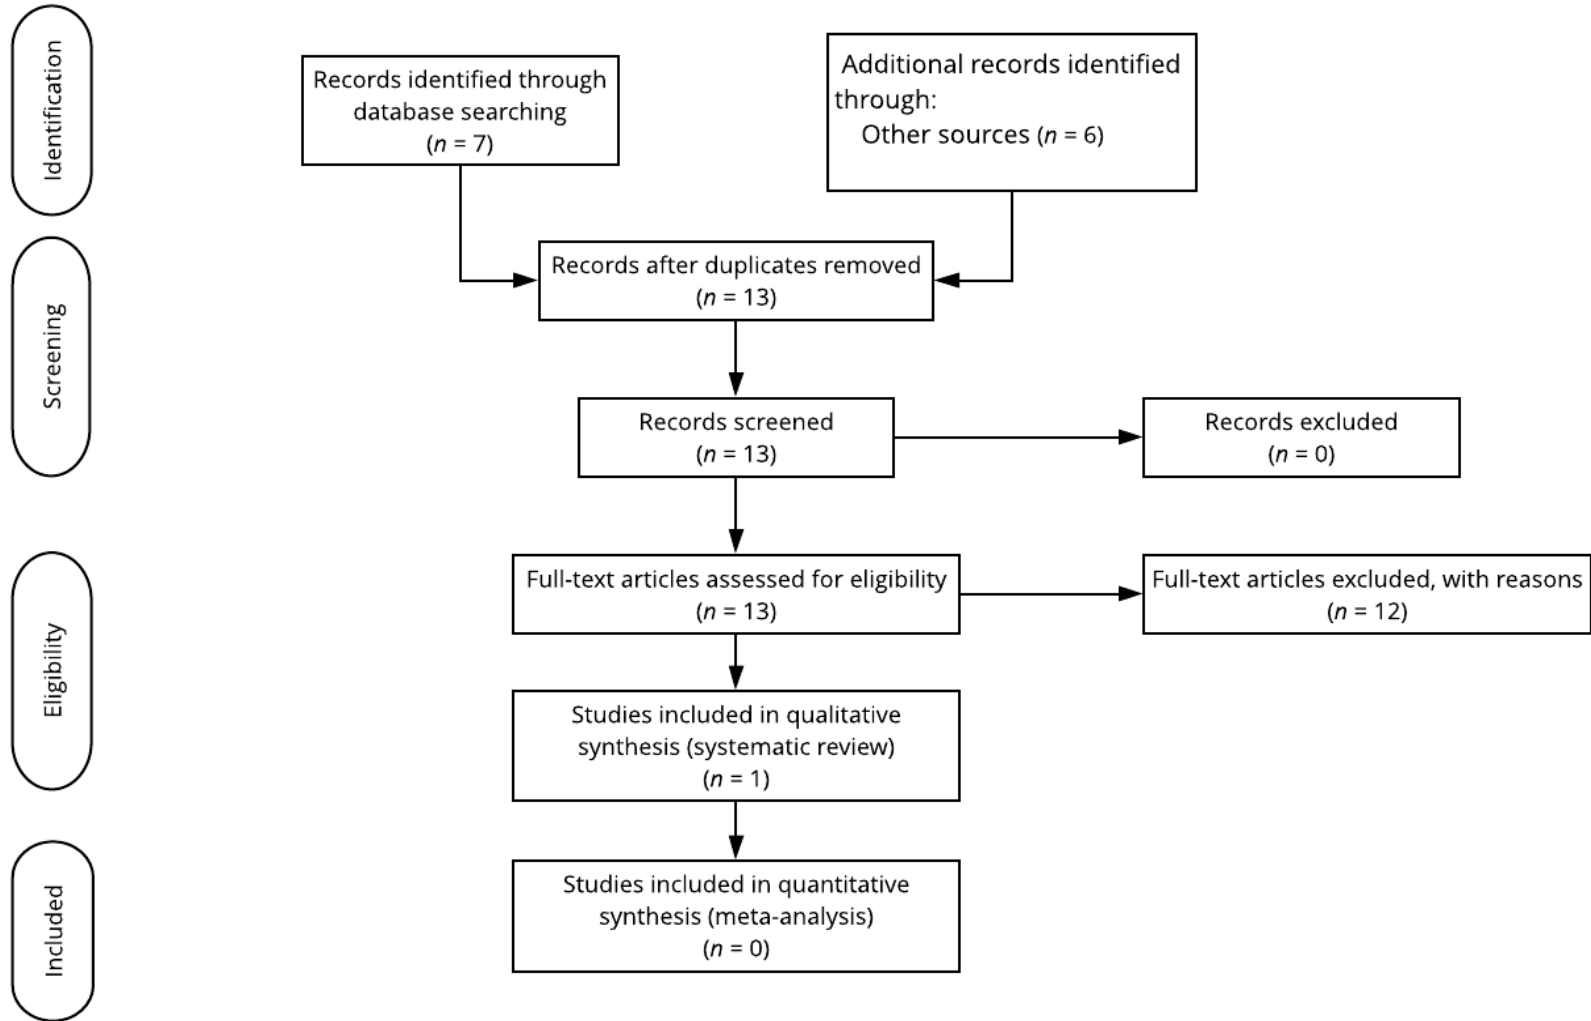 Identification
Records identified through
database searching
(n = 7)
Additional records identified
through:
Other sources (n = 6)
Screening
Records after duplicates removed
(n = 13)
Records screened
(n = 13)
Records excluded
(n = 0)
Eligibility
Full-text articles assessed for eligibility
(n = 13)
Full-text articles excluded, with reasons
(n = 12)
Studies included in qualitative
synthesis (systematic review)
(n = 1)
Included
Studies included in quantitative
synthesis (meta-analysis)
(n = 0)